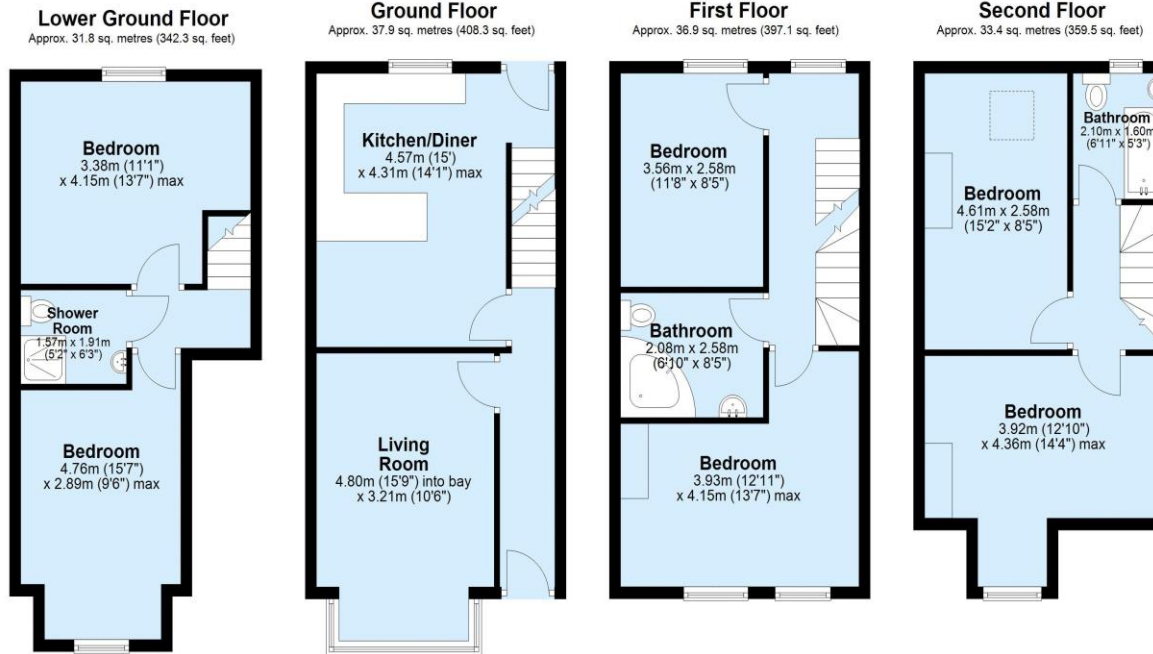 Lower Ground Floor
Approx. 31.8 sq. metres (342.3 sq. feet)
Bedroom
3.38m (11'1")
x 4.15m (13'7") max
Shower
Room
1.57m x 1.91m
(5'2" x 6'3")
Bedroom
4.76m (15'7")
x 2.89m (9'6") max
Ground Floor
Approx. 37.9 sq. metres (408.3 sq. feet)
Kitchen/Diner
4.57m (15')
x 4.31m (14'1") max
Living
Room
4.80m (15'9") into bay
x 3.21m (10'6")
First Floor
Approx. 36.9 sq. metres (397.1 sq. feet)
Bedroom
3.56m x 2.58m
(11'8" x 8'5")
Bathroom
2.08m x 2.58m
(6'10" x 8'5")
Bedroom
3.93m (12'11")
x 4.15m (13'7") max
Second Floor
Approx. 33.4 sq. metres (359.5 sq. feet)
Bathroom
2.10m x 1.60m
(6'11" x 5'3")
Bedroom
4.61m x 2.58m
(15'2" x 8'5")
Bedroom
3.92m (12'10")
x 4.36m (14'4") max